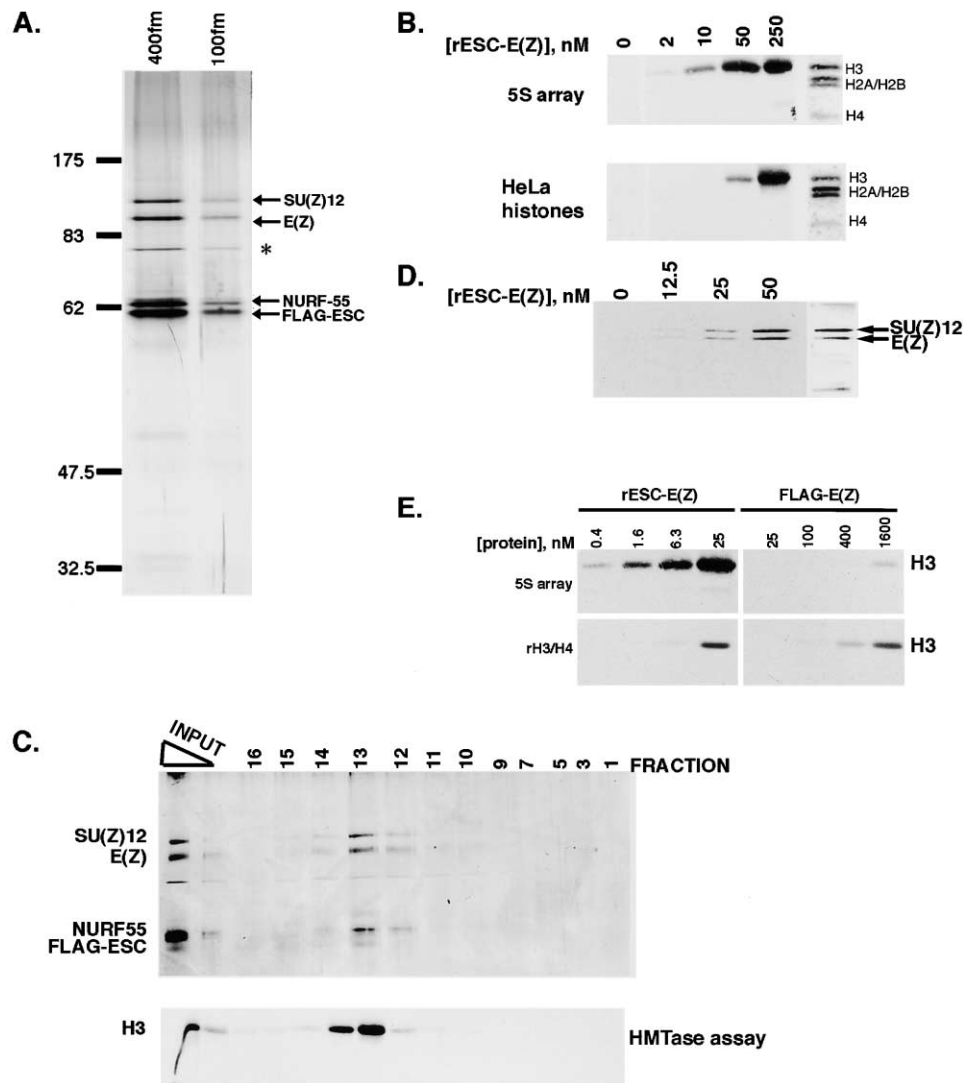 A.
400fm 100fm
175
83
62
47.5
32.5
SU(Z)12
E(Z)
*
NURF-55
FLAG-ESC
B.
[rESC-E(Z)], nM 0 2 10 50 250
5S array
H3
H2A/H2B
H4
HeLa
histones
H3
H2A/H2B
H4
D.
[rESC-E(Z)], nM 0 12.5 25 50
SU(Z)12
E(Z)
E.
rESC-E(Z) FLAG-E(Z)
[protein], nM 0.4 1.6 6.3 25 25 100 400 1600
5S array H3
rH3/H4 H3
C.
INPUT 16 15 14 13 12 11 10 9 7 5 3 1 FRACTION
SU(Z)12
E(Z)
NURF55
FLAG-ESC
H3 HMTase assay